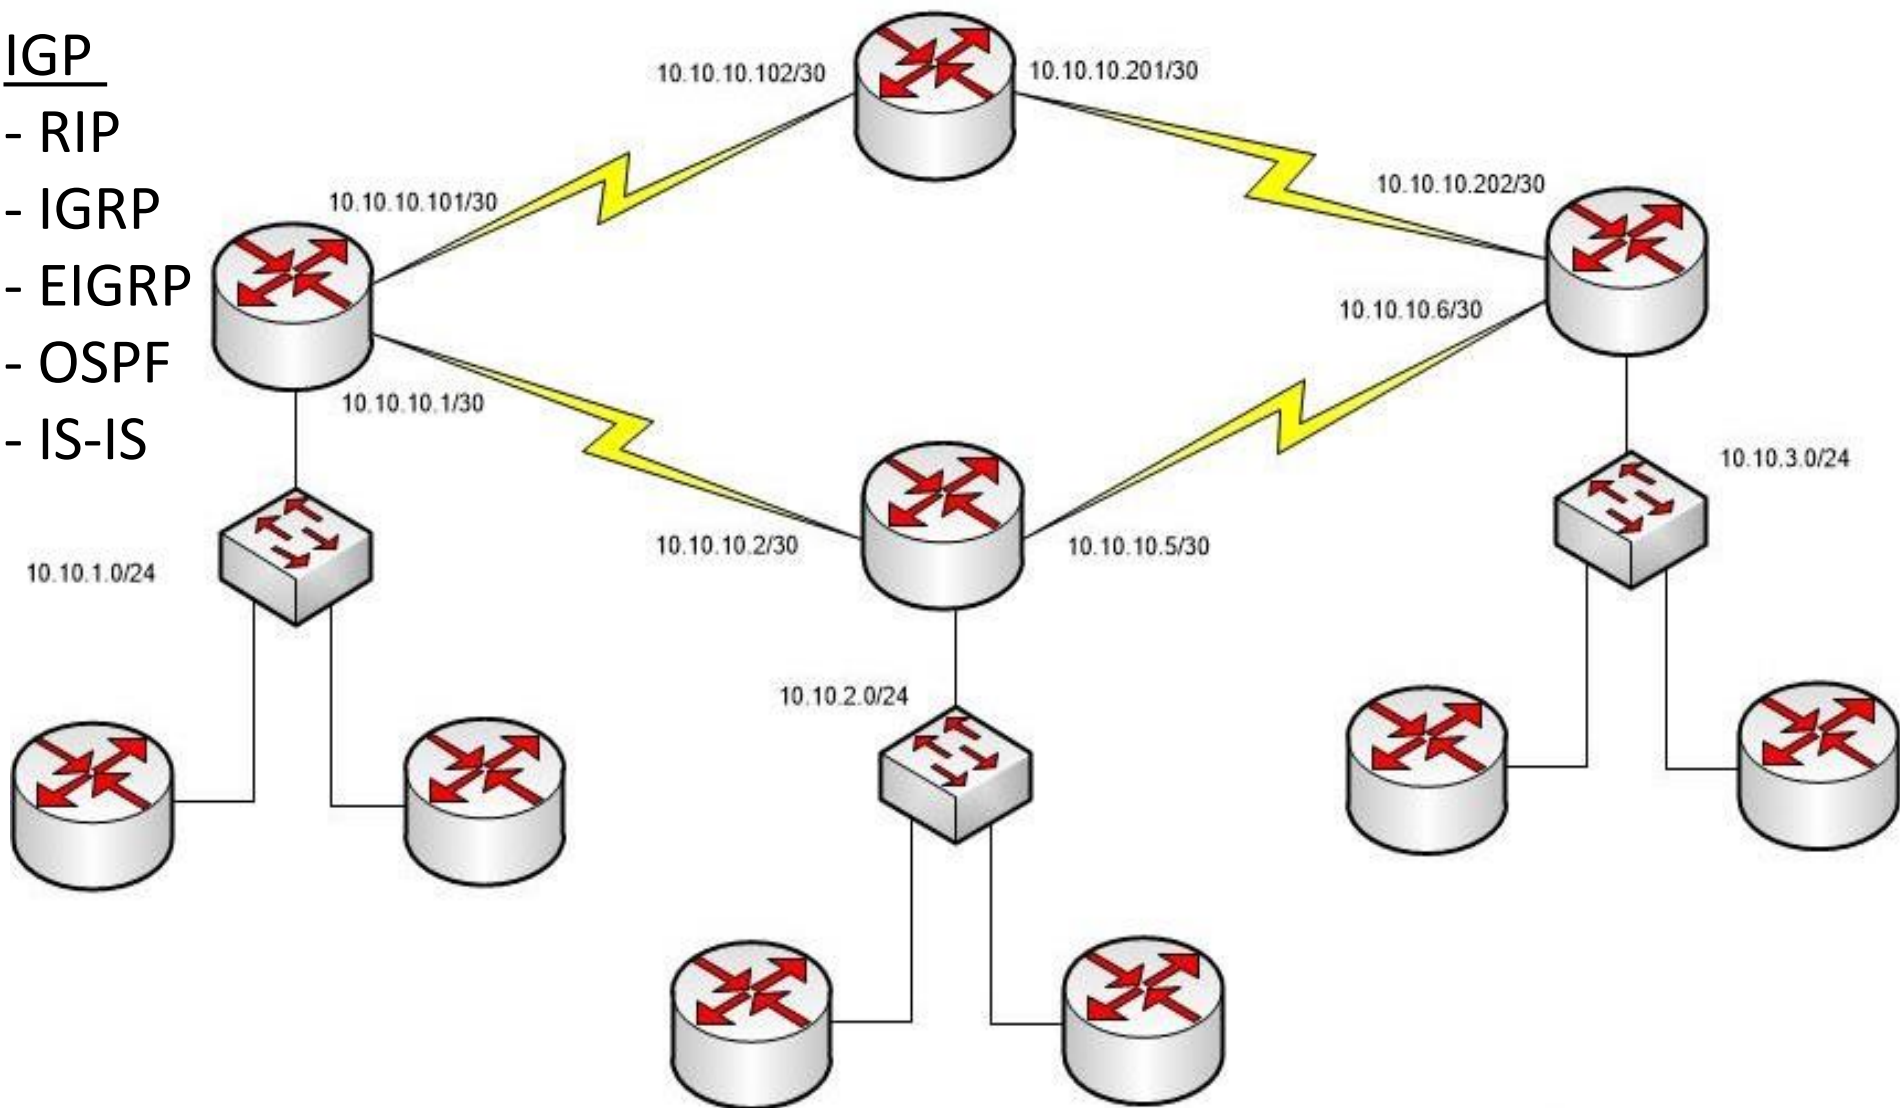 IGP
- RIP
- IGRP
- EIGRP
- OSPF
- IS-IS
10.10.10.102/30
10.10.10.201/30
10.10.10.101/30
10.10.10.202/30
10.10.10.6/30
10.10.10.1/30
10.10.10.2/30
10.10.10.5/30
10.10.3.0/24
10.10.1.0/24
10.10.2.0/24